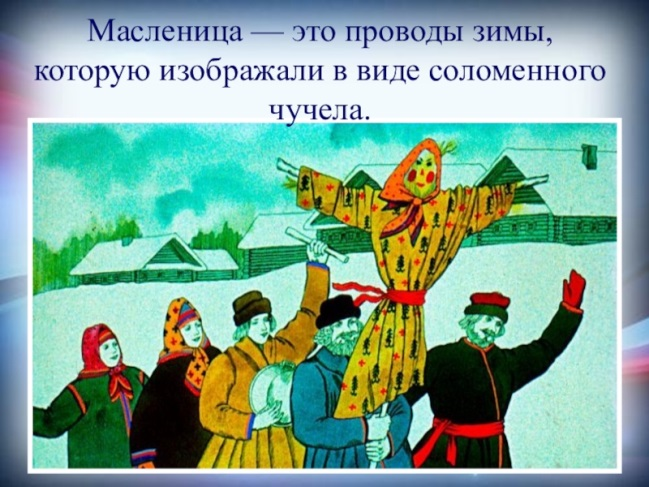 Масленица — это проводы зимы,
которую изображали в виде соломенного
чучела.